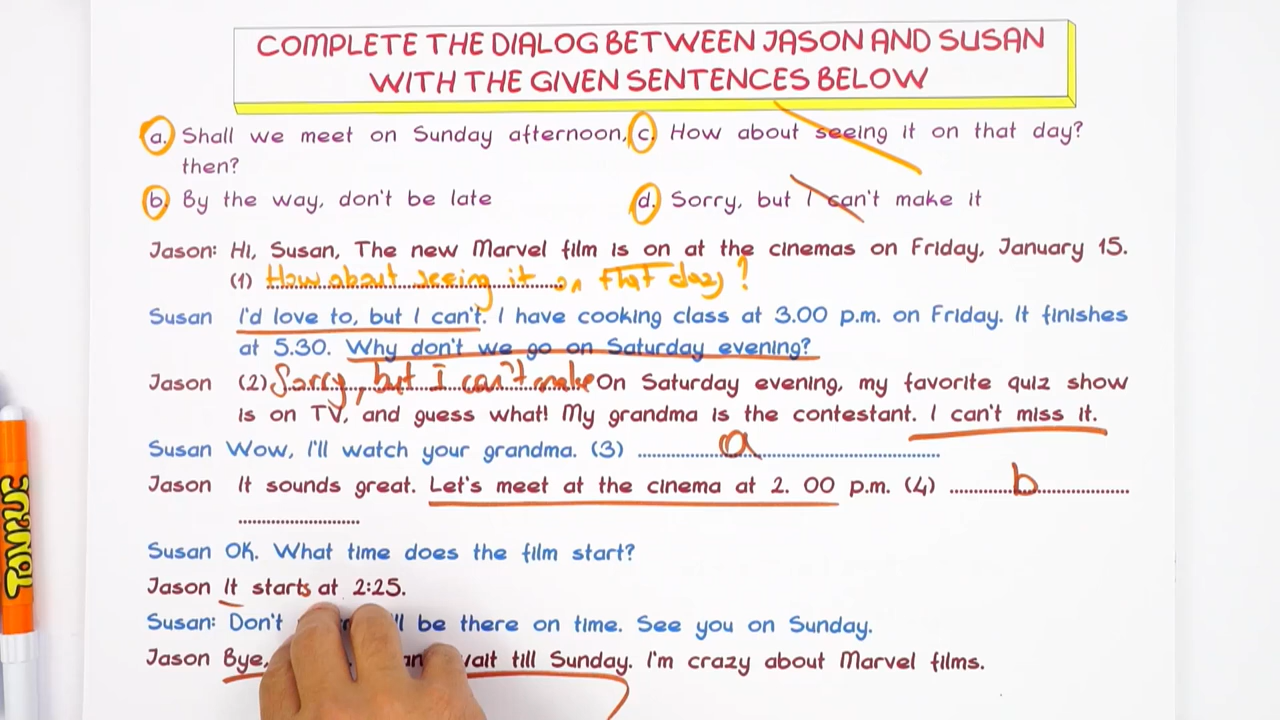 COMPLETE THE DIALOG BETWEEN JASON AND SUSAN
WITH THE GIVEN SENTENCES BELOW
a. Shall we meet on Sunday afternoon,
then?
c. How about seeing it on that day?
b. By the way, don't be late
d. Sorry, but I can't make it
Jason: Hi, Susan, The new Marvel film is on at the cinemas on Friday, January 15.
(1) How about seeing it on that day?
Susan I'd love to, but I can't. I have cooking class at 3.00 p.m. on Friday. It finishes
at 5.30. Why don't we go on Saturday evening?
Jason (2) Sorry, but I can't make On Saturday evening, my favorite quiz show
is on TV, and guess what! My grandma is the contestant. I can't miss it.
Susan Wow, I'll watch your grandma. (3) a
Jason It sounds great. Let's meet at the cinema at 2. 00 p.m. (4) b
Susan OK. What time does the film start?
Jason It starts at 2:25.
Susan: Don't be there on time. See you on Sunday.
Jason Bye, till Sunday. I'm crazy about Marvel films.